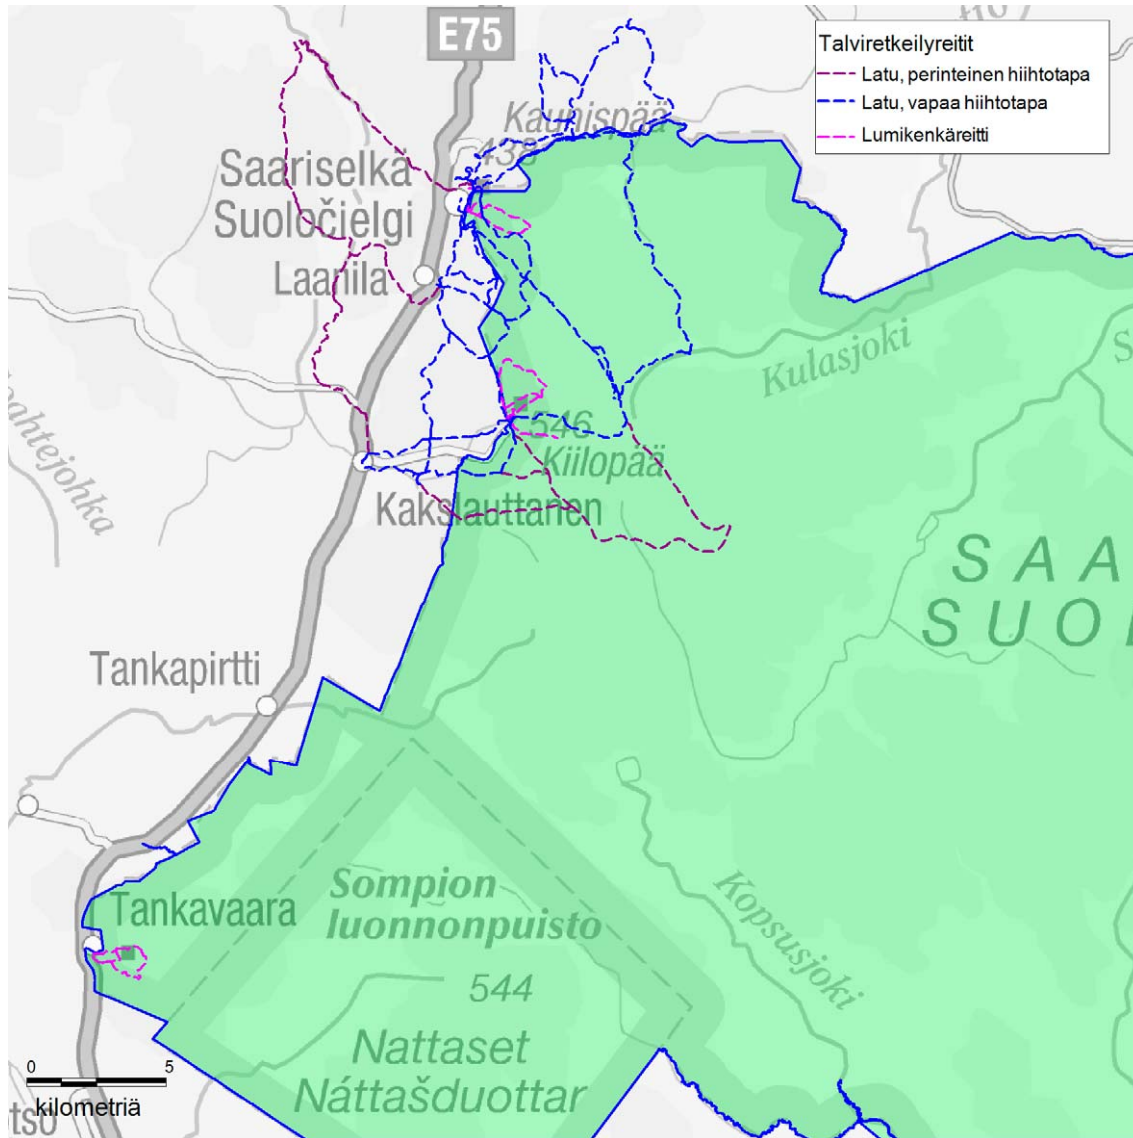 E75
Talviretkeilyreitit
Latu, perinteinen hiihtotapa
Latu, vapaa hiihtotapa
Lumikenkäreitti
Kaunispää
438
Saariselkä
Suoločielgi
Laanila
Kulasjoki
546
Kiilopää
Kakslauttanen
SAA
Tankapirtti
Sompion
luonnonpuisto
Tankavaara
Kopsusjoki
544
Nattaset
Náttašduottar
0 5
kilometriä